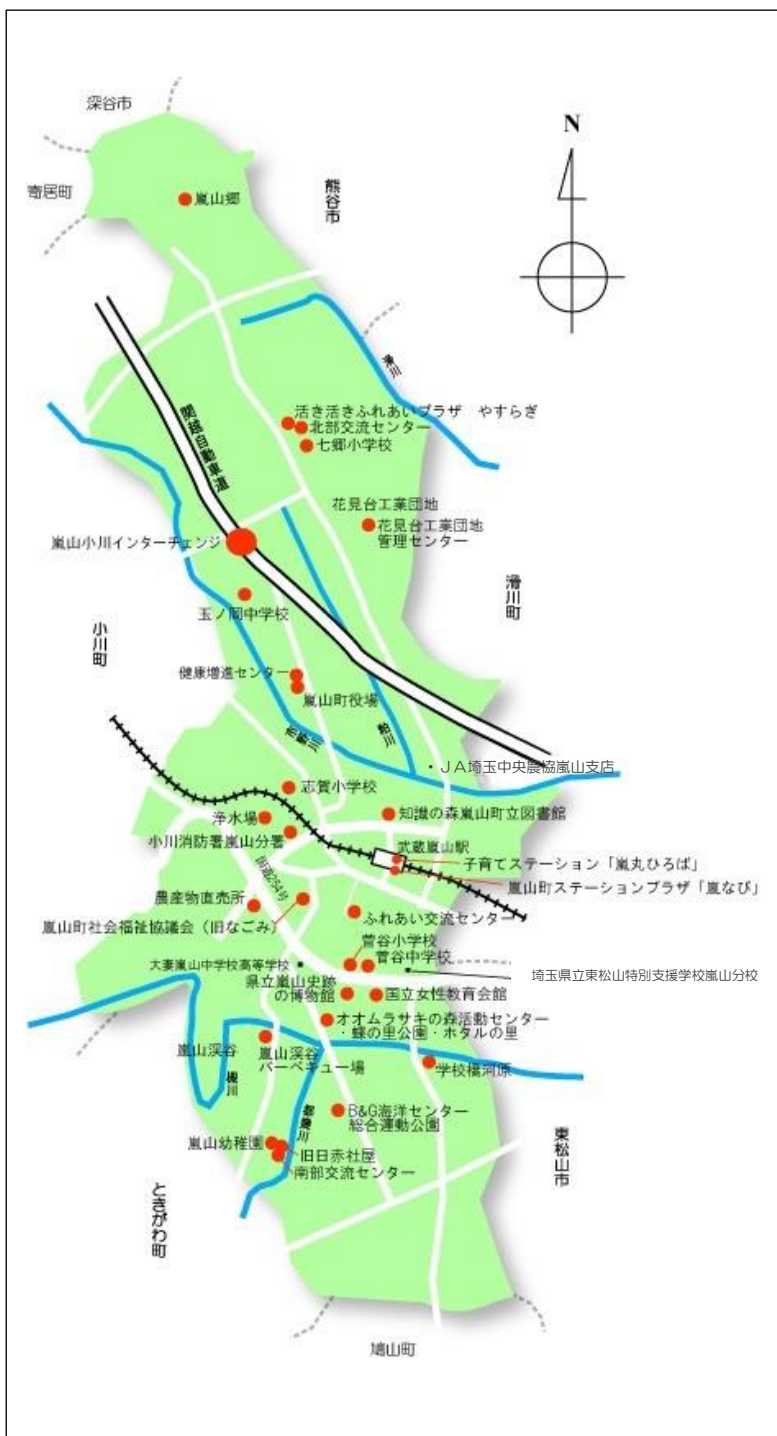 深谷市
N
寄居町
熊谷市
嵐山郷
滑川
関越自動車道
活き活きふれあいプラザ　やすらぎ
北部交流センター
七郷小学校
花見台工業団地
花見台工業団地
管理センター
嵐山小川インターチェンジ
滑川町
玉ノ岡中学校
小川町
健康増進センター
嵐山町役場
市野川
粕川
・ＪＡ埼玉中央農協嵐山支店
志賀小学校
浄水場
知識の森嵐山町立図書館
小川消防署嵐山分署
武蔵嵐山駅
子育てステーション「嵐丸ひろば」
嵐山町ステーションプラザ「嵐なび」
国道254号
農産物直売所
嵐山町社会福祉協議会（旧なごみ）
ふれあい交流センター
菅谷小学校
菅谷中学校
大妻嵐山中学校高等学校
埼玉県立東松山特別支援学校嵐山分校
県立嵐山史跡
の博物館
国立女性教育会館
オオムラサキの森活動センター
・蝶の里公園・ホタルの里
嵐山渓谷
嵐山渓谷
バーベキュー場
学校橋河原
槻川
都幾川
B&G海洋センター
総合運動公園
嵐山幼稚園
旧日赤社屋
南部交流センター
東松山市
ときがわ町
鳩山町